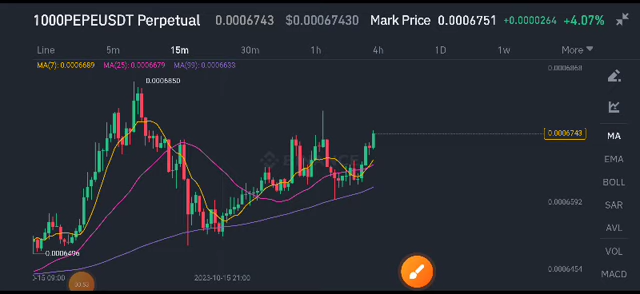 1000PEPEUSDT Perpetual 0.0006743 $0.00067430 Mark Price 0.0006751 +0.0000264 +4.07%
Line 5m 15m 30m 1h 4h 1D 1w More
MA(7): 0.0006689 MA(25): 0.0006679 MA(99): 0.0006633
0.0006868
0.0006850
0.0006743
MA
EMA
BOLL
0.0006592
SAR
AVL
0.0006496
VOL
0.0006454
MACD
2023-10-15 21:00